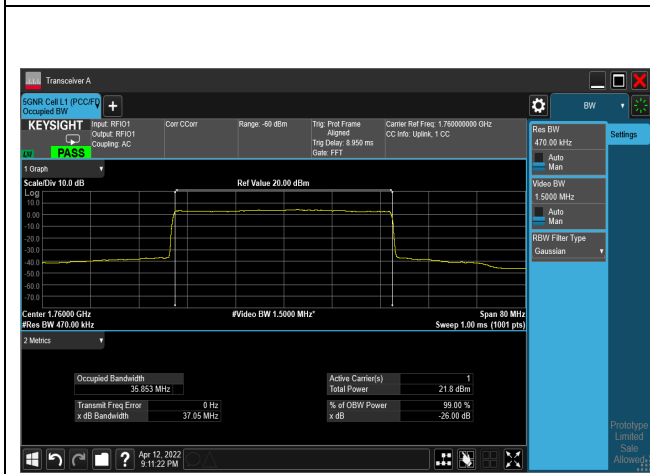 Transceiver A
5GNR Cell L1 (PCC/FD
Occupied BW
KEYSIGHT
PASS
Input: RFIO1
Output: RFIO1
Coupling: AC
Corr CCorr
Range: -60 dBm
Trig: Prot Frame
Aligned
Trig Delay: 8.950 ms
Gate: FFT
Carrier Ref Freq: 1.760000000 GHz
CC Info: Uplink, 1 CC
BW
Settings
Res BW
470.00 kHz
Auto
Man
Video BW
1.5000 MHz
Auto
Man
RBW Filter Type
Gaussian
1 Graph
Scale/Div 10.0 dB
Ref Value 20.00 dBm
Log
10.0
0.00
-10.0
-20.0
-30.0
-40.0
-50.0
-60.0
-70.0
Center 1.76000 GHz
#Video BW 1.5000 MHz*
Span 80 MHz
#Res BW 470.00 kHz
Sweep 1.00 ms (1001 pts)
2 Metrics
Occupied Bandwidth
35.853 MHz
Active Carrier(s) 1
Total Power 21.8 dBm
Transmit Freq Error 0 Hz
x dB Bandwidth 37.05 MHz
% of OBW Power 99.00 %
x dB -26.00 dB
Apr 12, 2022
9:11:22 PM
Prototype
Limited
Sale
Allowed